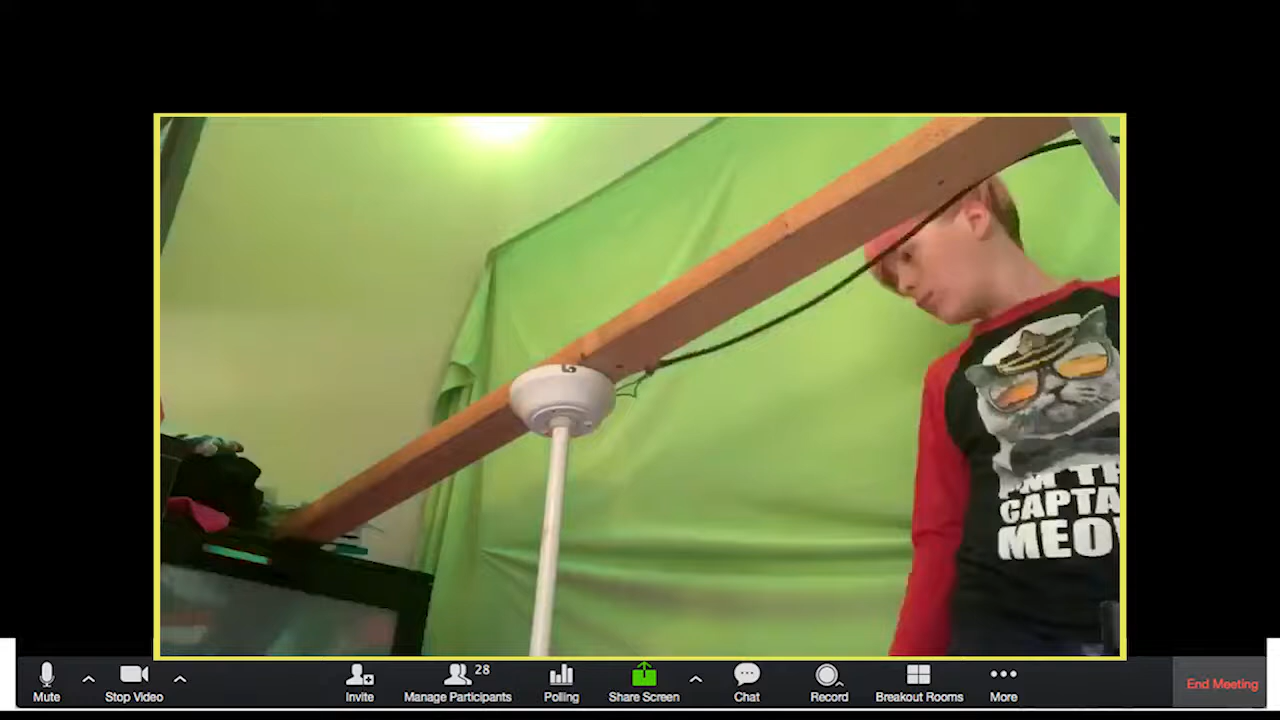 I'M TH
CAPTA
MEO
28
Mute
Stop Video
Invite
Manage Participants
Polling
Share Screen
Chat
Record
Breakout Rooms
More
End Meeting